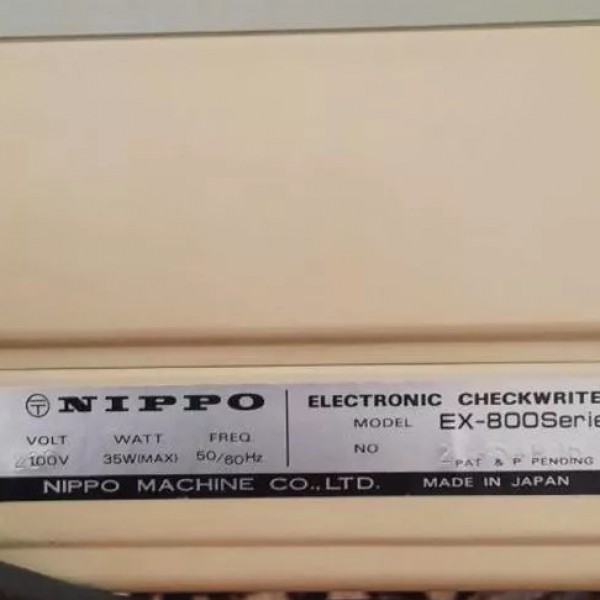 NIPPO
VOLT WATT FREQ
100V 35W(MAX) 50/60Hz
ELECTRONIC CHECKWRITE
MODEL EX-800Serie
NO
PAT & P PENDING
NIPPO MACHINE CO.,LTD. MADE IN JAPAN